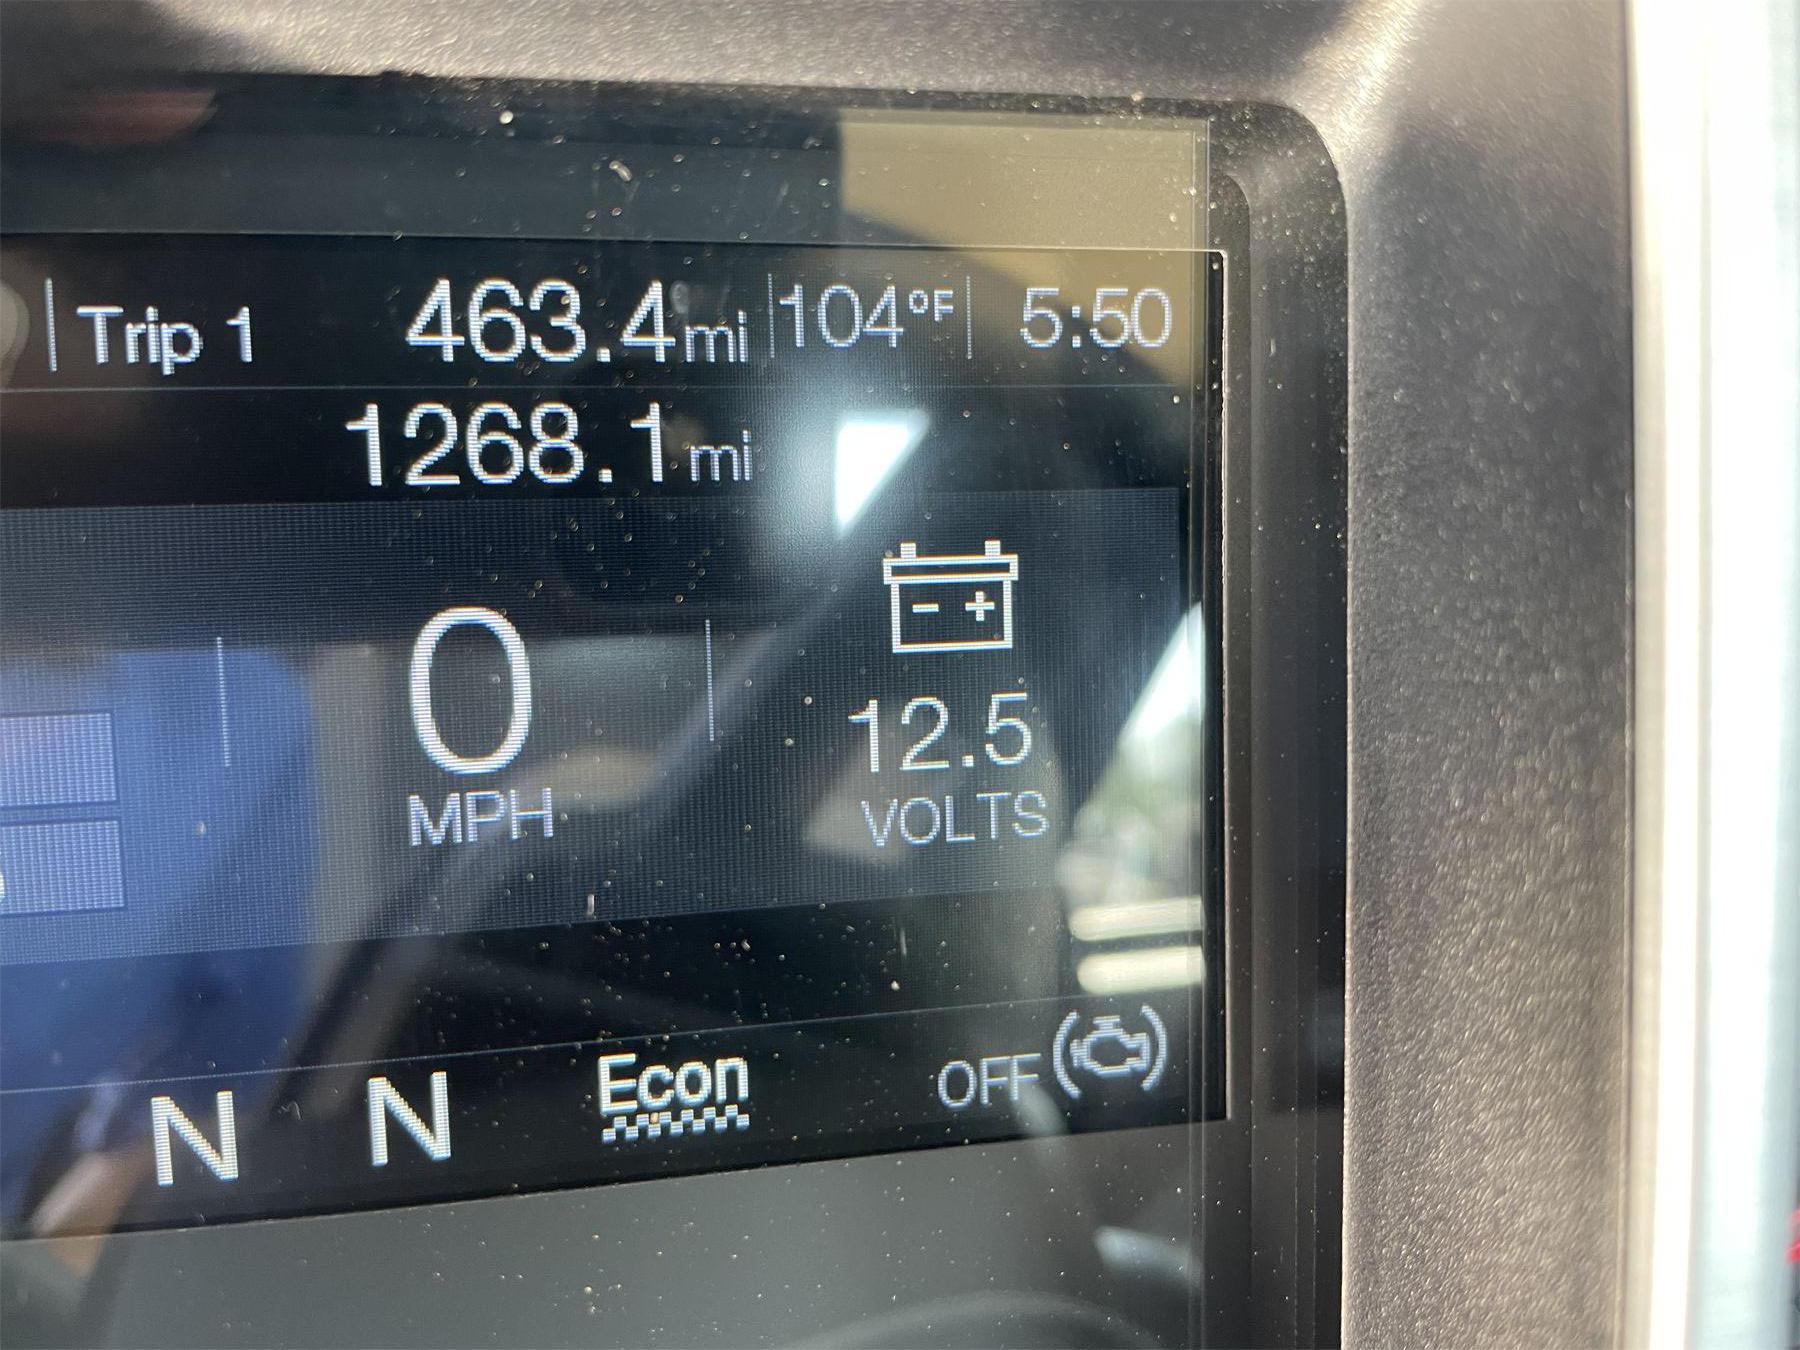 Trip 1 463.4mi 104°F 5:50
1268.1mi
0
MPH
- +
12.5
VOLTS
N N Econ OFF